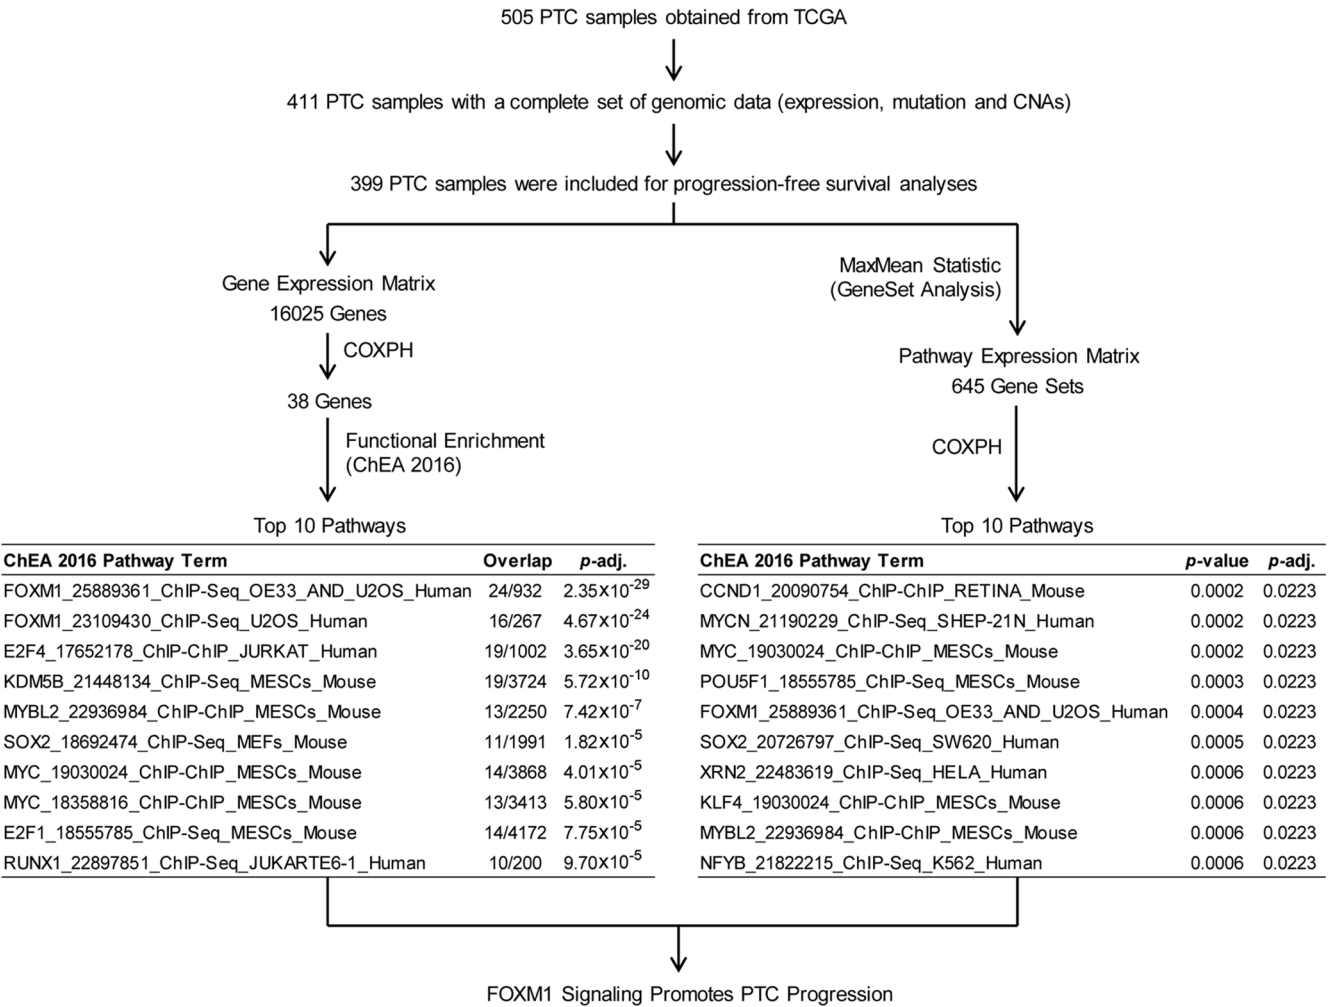 505 PTC samples obtained from TCGA
411 PTC samples with a complete set of genomic data (expression, mutation and CNAs)
399 PTC samples were included for progression-free survival analyses
Gene Expression Matrix
16025 Genes
COXPH
38 Genes
Functional Enrichment
(ChEA 2016)
Top 10 Pathways
ChEA 2016 Pathway Term Overlap p-adj.
FOXM1_25889361_ChIP-Seq_OE33_AND_U2OS_Human 24/932 2.35X10^-29
FOXM1_23109430_ChIP-Seq_U2OS_Human 16/267 4.67X10^-24
E2F4_17652178_ChIP-ChIP_JURKAT_Human 19/1002 3.65X10^-20
KDM5B_21448134_ChIP-Seq_MESCs_Mouse 19/3724 5.72X10^-10
MYBL2_22936984_ChIP-ChIP_MESCs_Mouse 13/2250 7.42X10^-7
SOX2_18692474_ChIP-Seq_MEFs_Mouse 11/1991 1.82X10^-5
MYC_19030024_ChIP-ChIP_MESCs_Mouse 14/3868 4.01X10^-5
MYC_18358816_ChIP-ChIP_MESCs_Mouse 13/3413 5.80X10^-5
E2F1_18555785_ChIP-Seq_MESCs_Mouse 14/4172 7.75X10^-5
RUNX1_22897851_ChIP-Seq_JUKARTE6-1_Human 10/200 9.70X10^-5
MaxMean Statistic
(GeneSet Analysis)
Pathway Expression Matrix
645 Gene Sets
COXPH
Top 10 Pathways
ChEA 2016 Pathway Term p-value p-adj.
CCND1_20090754_ChIP-ChIP_RETINA_Mouse 0.0002 0.0223
MYCN_21190229_ChIP-Seq_SHEP-21N_Human 0.0002 0.0223
MYC_19030024_ChIP-ChIP_MESCs_Mouse 0.0002 0.0223
POU5F1_18555785_ChIP-Seq_MESCs_Mouse 0.0003 0.0223
FOXM1_25889361_ChIP-Seq_OE33_AND_U2OS_Human 0.0004 0.0223
SOX2_20726797_ChIP-Seq_SW620_Human 0.0005 0.0223
XRN2_22483619_ChIP-Seq_HELA_Human 0.0006 0.0223
KLF4_19030024_ChIP-ChIP_MESCs_Mouse 0.0006 0.0223
MYBL2_22936984_ChIP-ChIP_MESCs_Mouse 0.0006 0.0223
NFYB_21822215_ChIP-Seq_K562_Human 0.0006 0.0223
FOXM1 Signaling Promotes PTC Progression